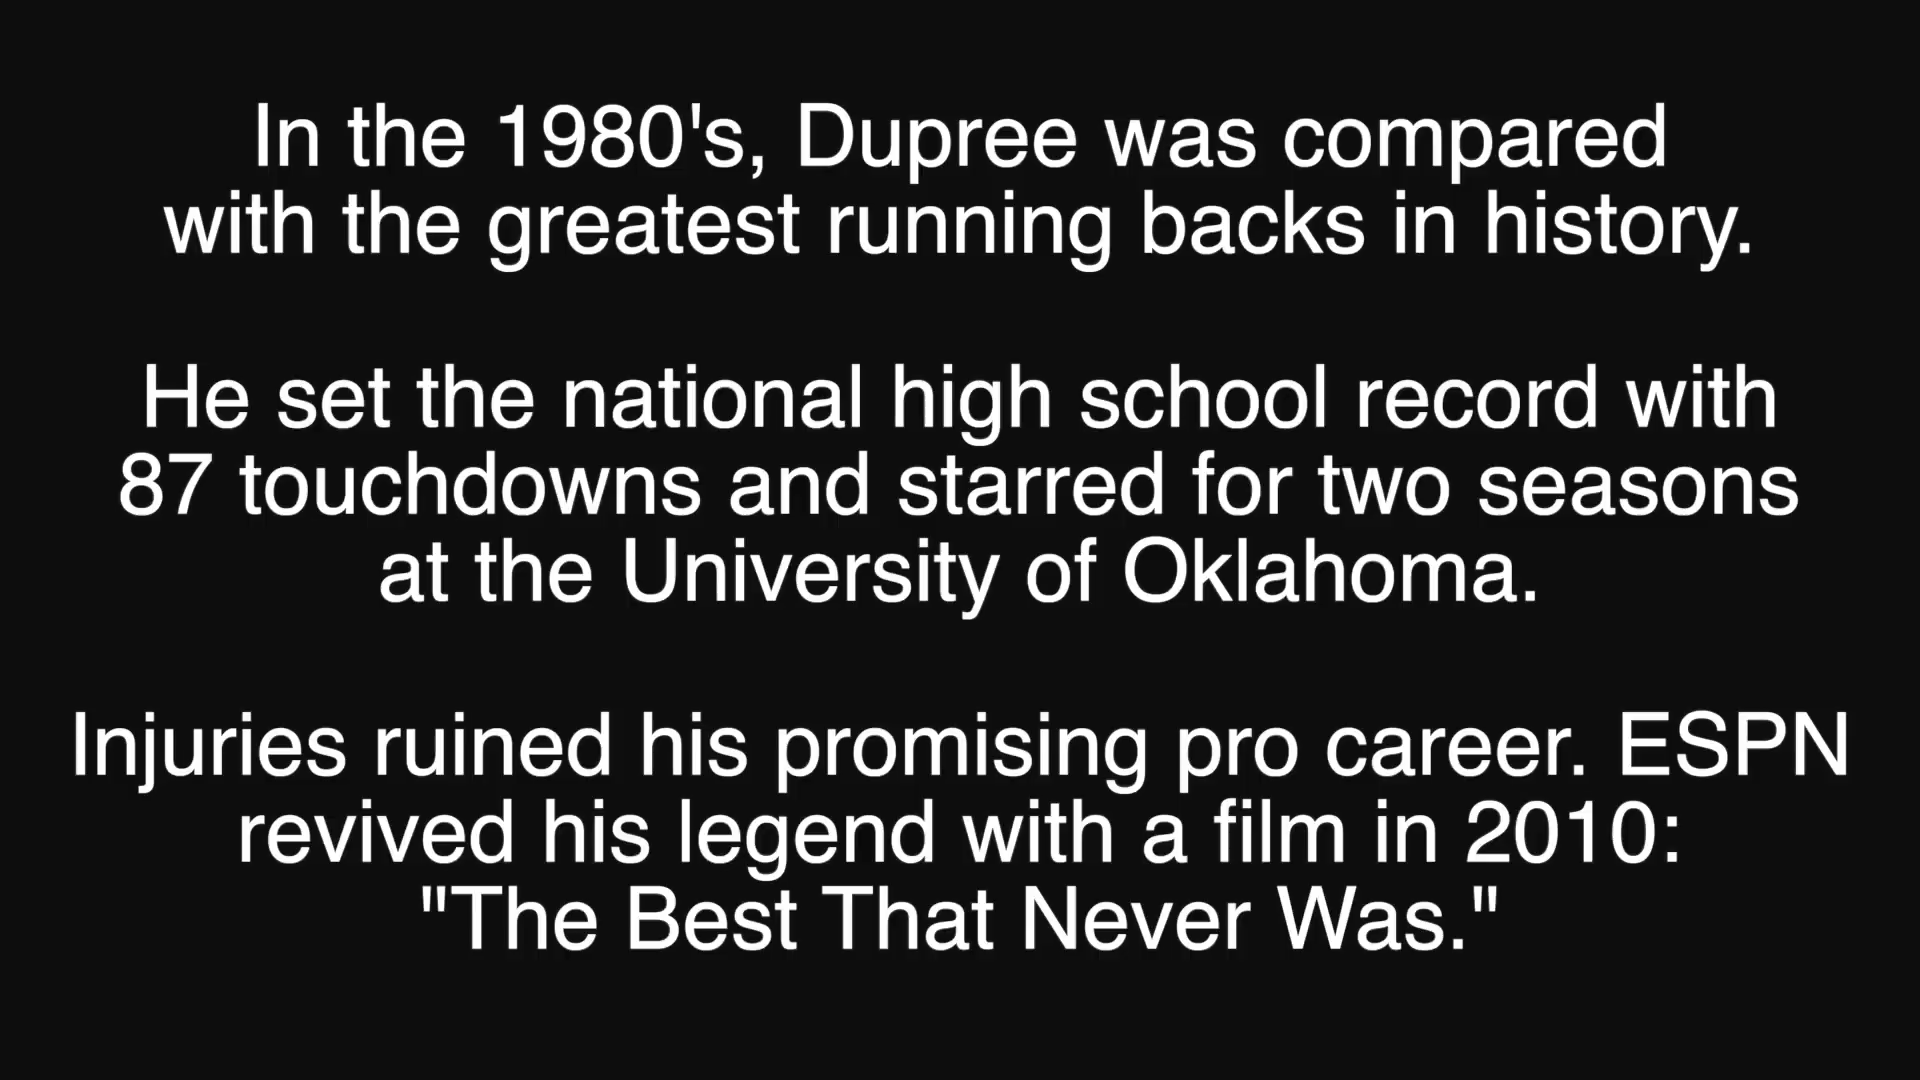 In the 1980's, Dupree was compared
with the greatest running backs in history.
He set the national high school record with
87 touchdowns and starred for two seasons
at the University of Oklahoma.
Injuries ruined his promising pro career. ESPN
revived his legend with a film in 2010:
"The Best That Never Was."